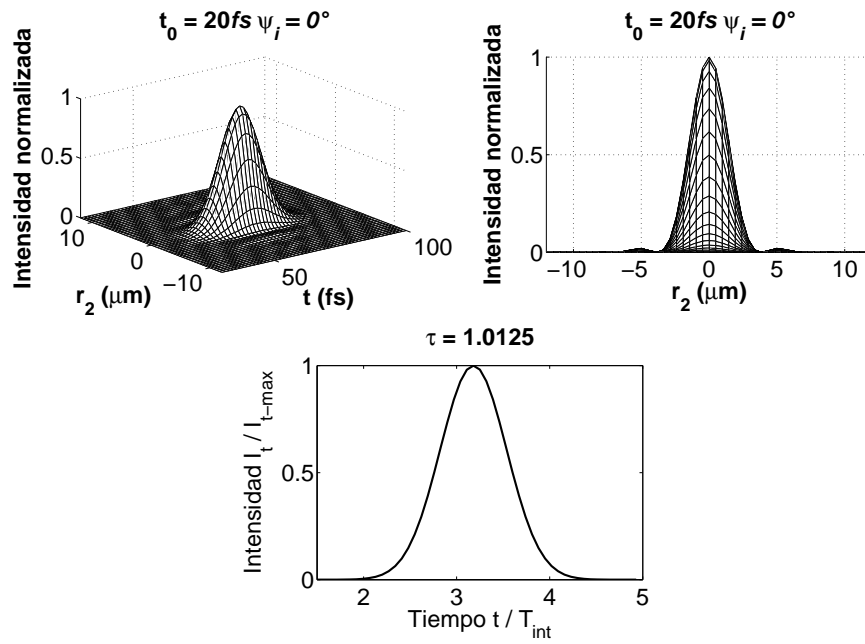 t₀ = 20fs ψᵢ = 0°
Intensidad normalizada
1
0.5
0
10
0
−10
r₂ (μm)
50
100
t (fs)
t₀ = 20fs ψᵢ = 0°
Intensidad normalizada
1
0.5
0
−10
−5
0
5
10
r₂ (μm)
τ = 1.0125
Intensidad Iₜ / Iₜ₋ₘₐₓ
1
0.5
0
2
3
4
5
Tiempo t / T_int